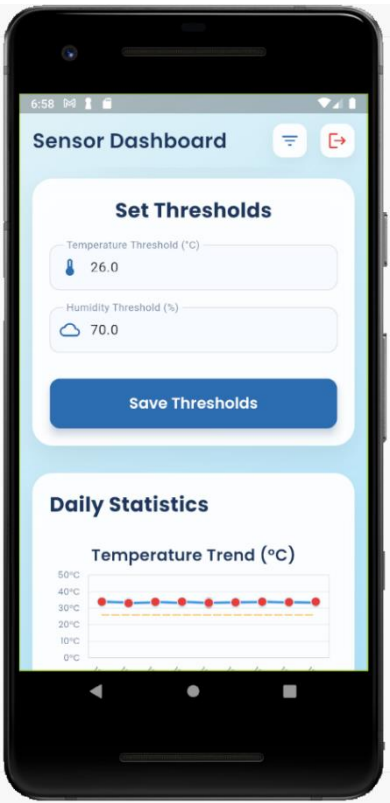 6:58
Sensor Dashboard
Set Thresholds
Temperature Threshold (°C)
26.0
Humidity Threshold (%)
70.0
Save Thresholds
Daily Statistics
Temperature Trend (°C)
50°C
40°C
30°C
20°C
10°C
0°C